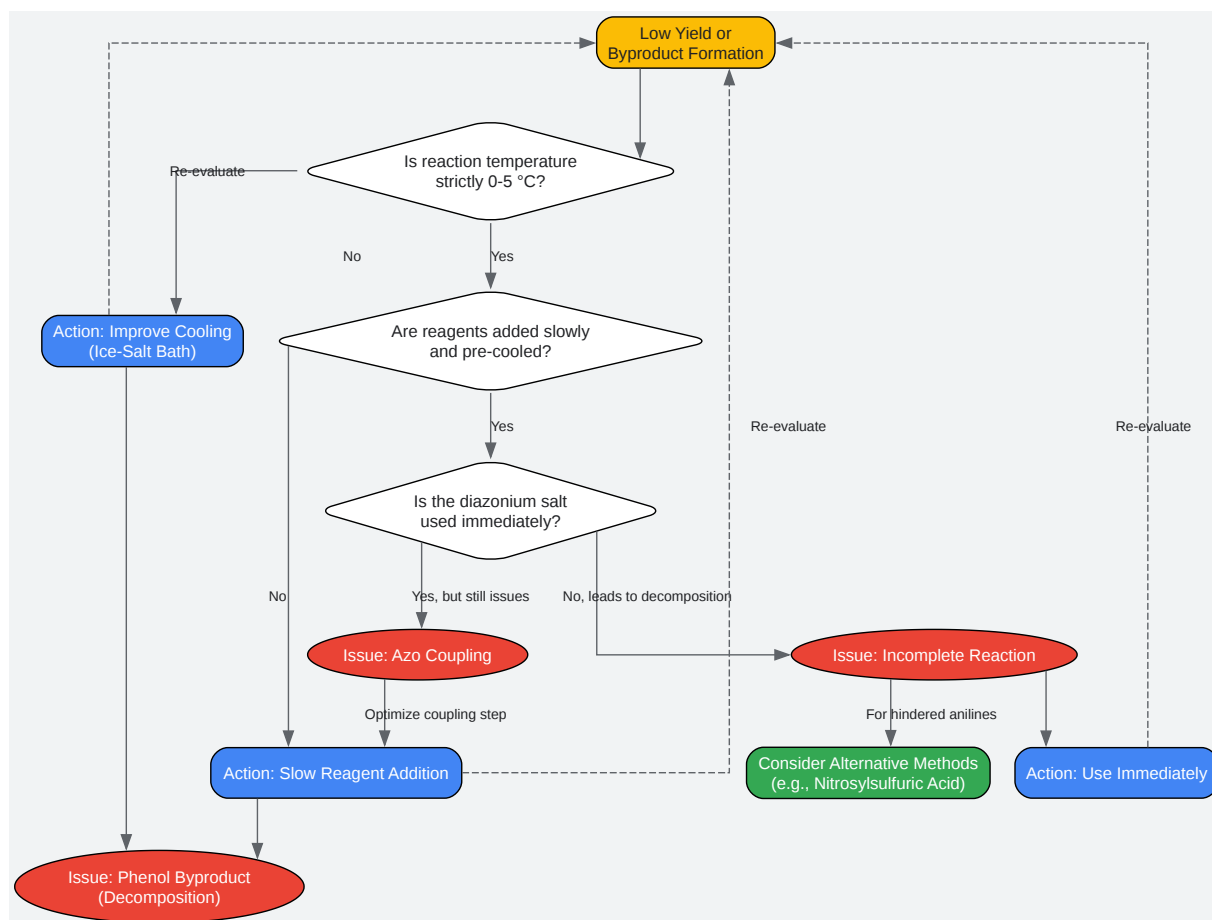 Low Yield or
Byproduct Formation
Is reaction temperature
strictly 0-5 °C?
Re-evaluate
No
Yes
Action: Improve Cooling
(Ice-Salt Bath)
Are reagents added slowly
and pre-cooled?
Yes
Re-evaluate
Re-evaluate
Is the diazonium salt
used immediately?
No
Yes, but still issues
No, leads to decomposition
Issue: Azo Coupling
Issue: Incomplete Reaction
Optimize coupling step
For hindered anilines
Action: Slow Reagent Addition
Consider Alternative Methods
(e.g., Nitrosylsulfuric Acid)
Action: Use Immediately
Issue: Phenol Byproduct
(Decomposition)